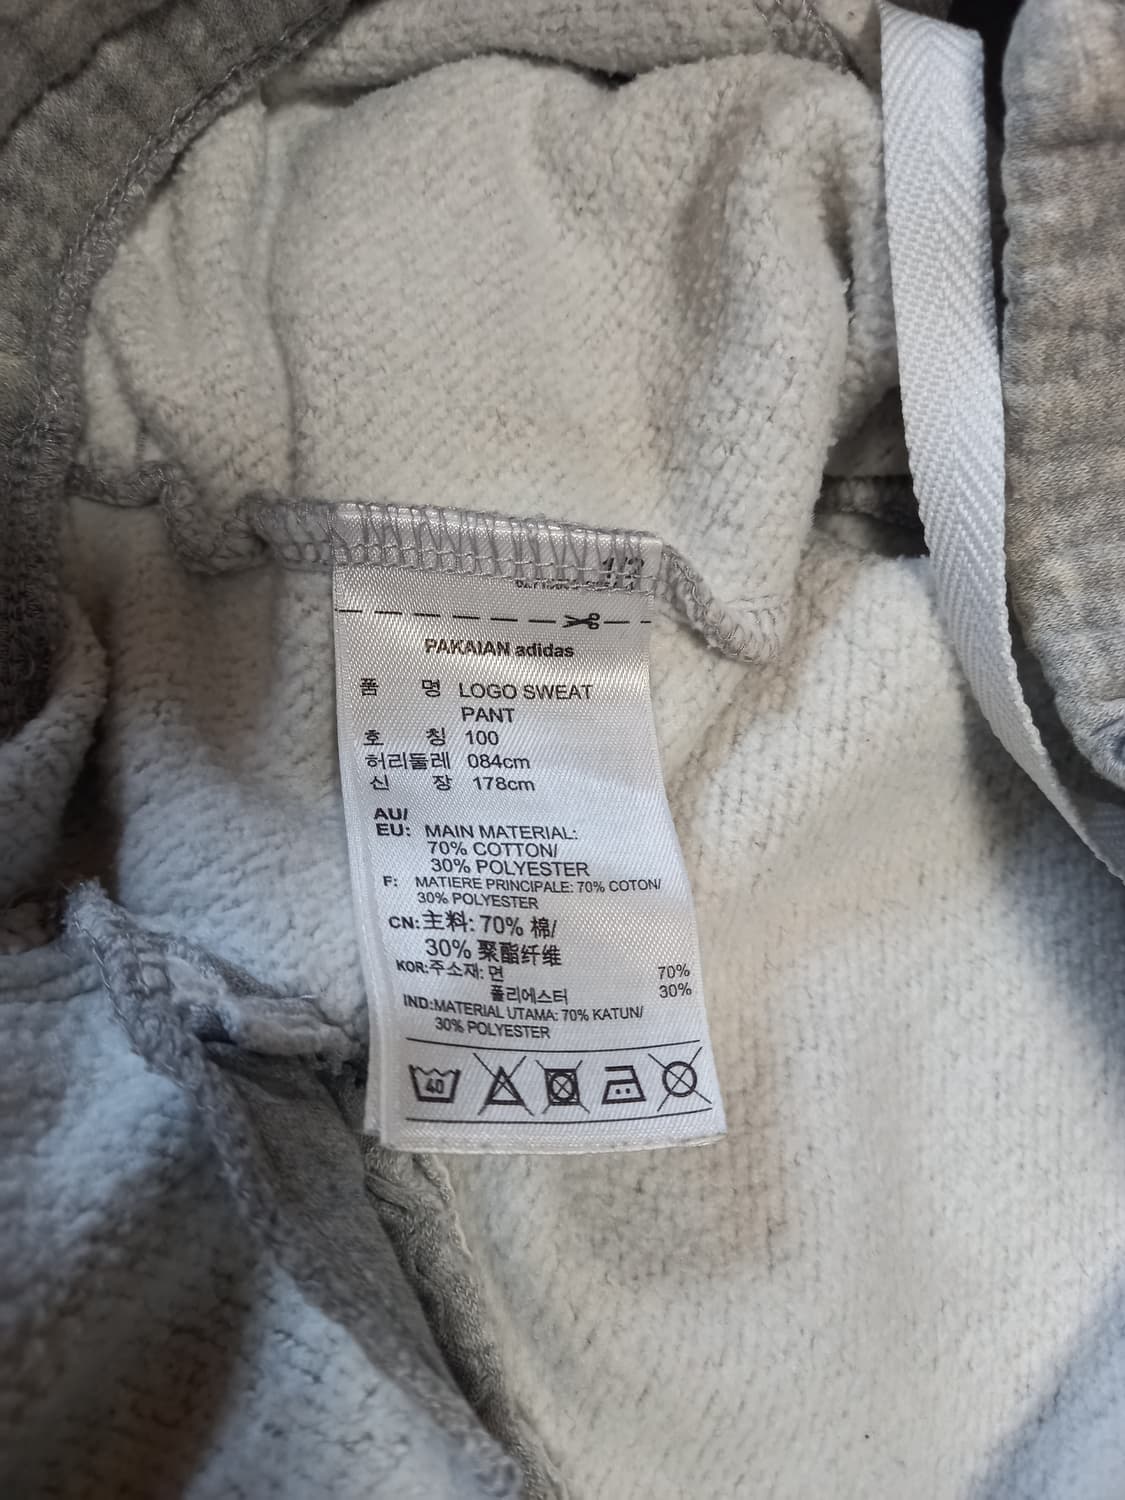 1/2
PAKAIAN adidas
품 명 LOGO SWEAT
PANT
호 칭 100
허리둘레 084cm
신 장 178cm
AU/
EU: MAIN MATERIAL:
70% COTTON/
30% POLYESTER
F: MATIERE PRINCIPALE: 70% COTON/
30% POLYESTER
CN: 主料: 70% 棉/
30% 聚酯纤维
KOR: 주소재: 면 70%
폴리에스터 30%
IND: MATERIAL UTAMA: 70% KATUN/
30% POLYESTER
40